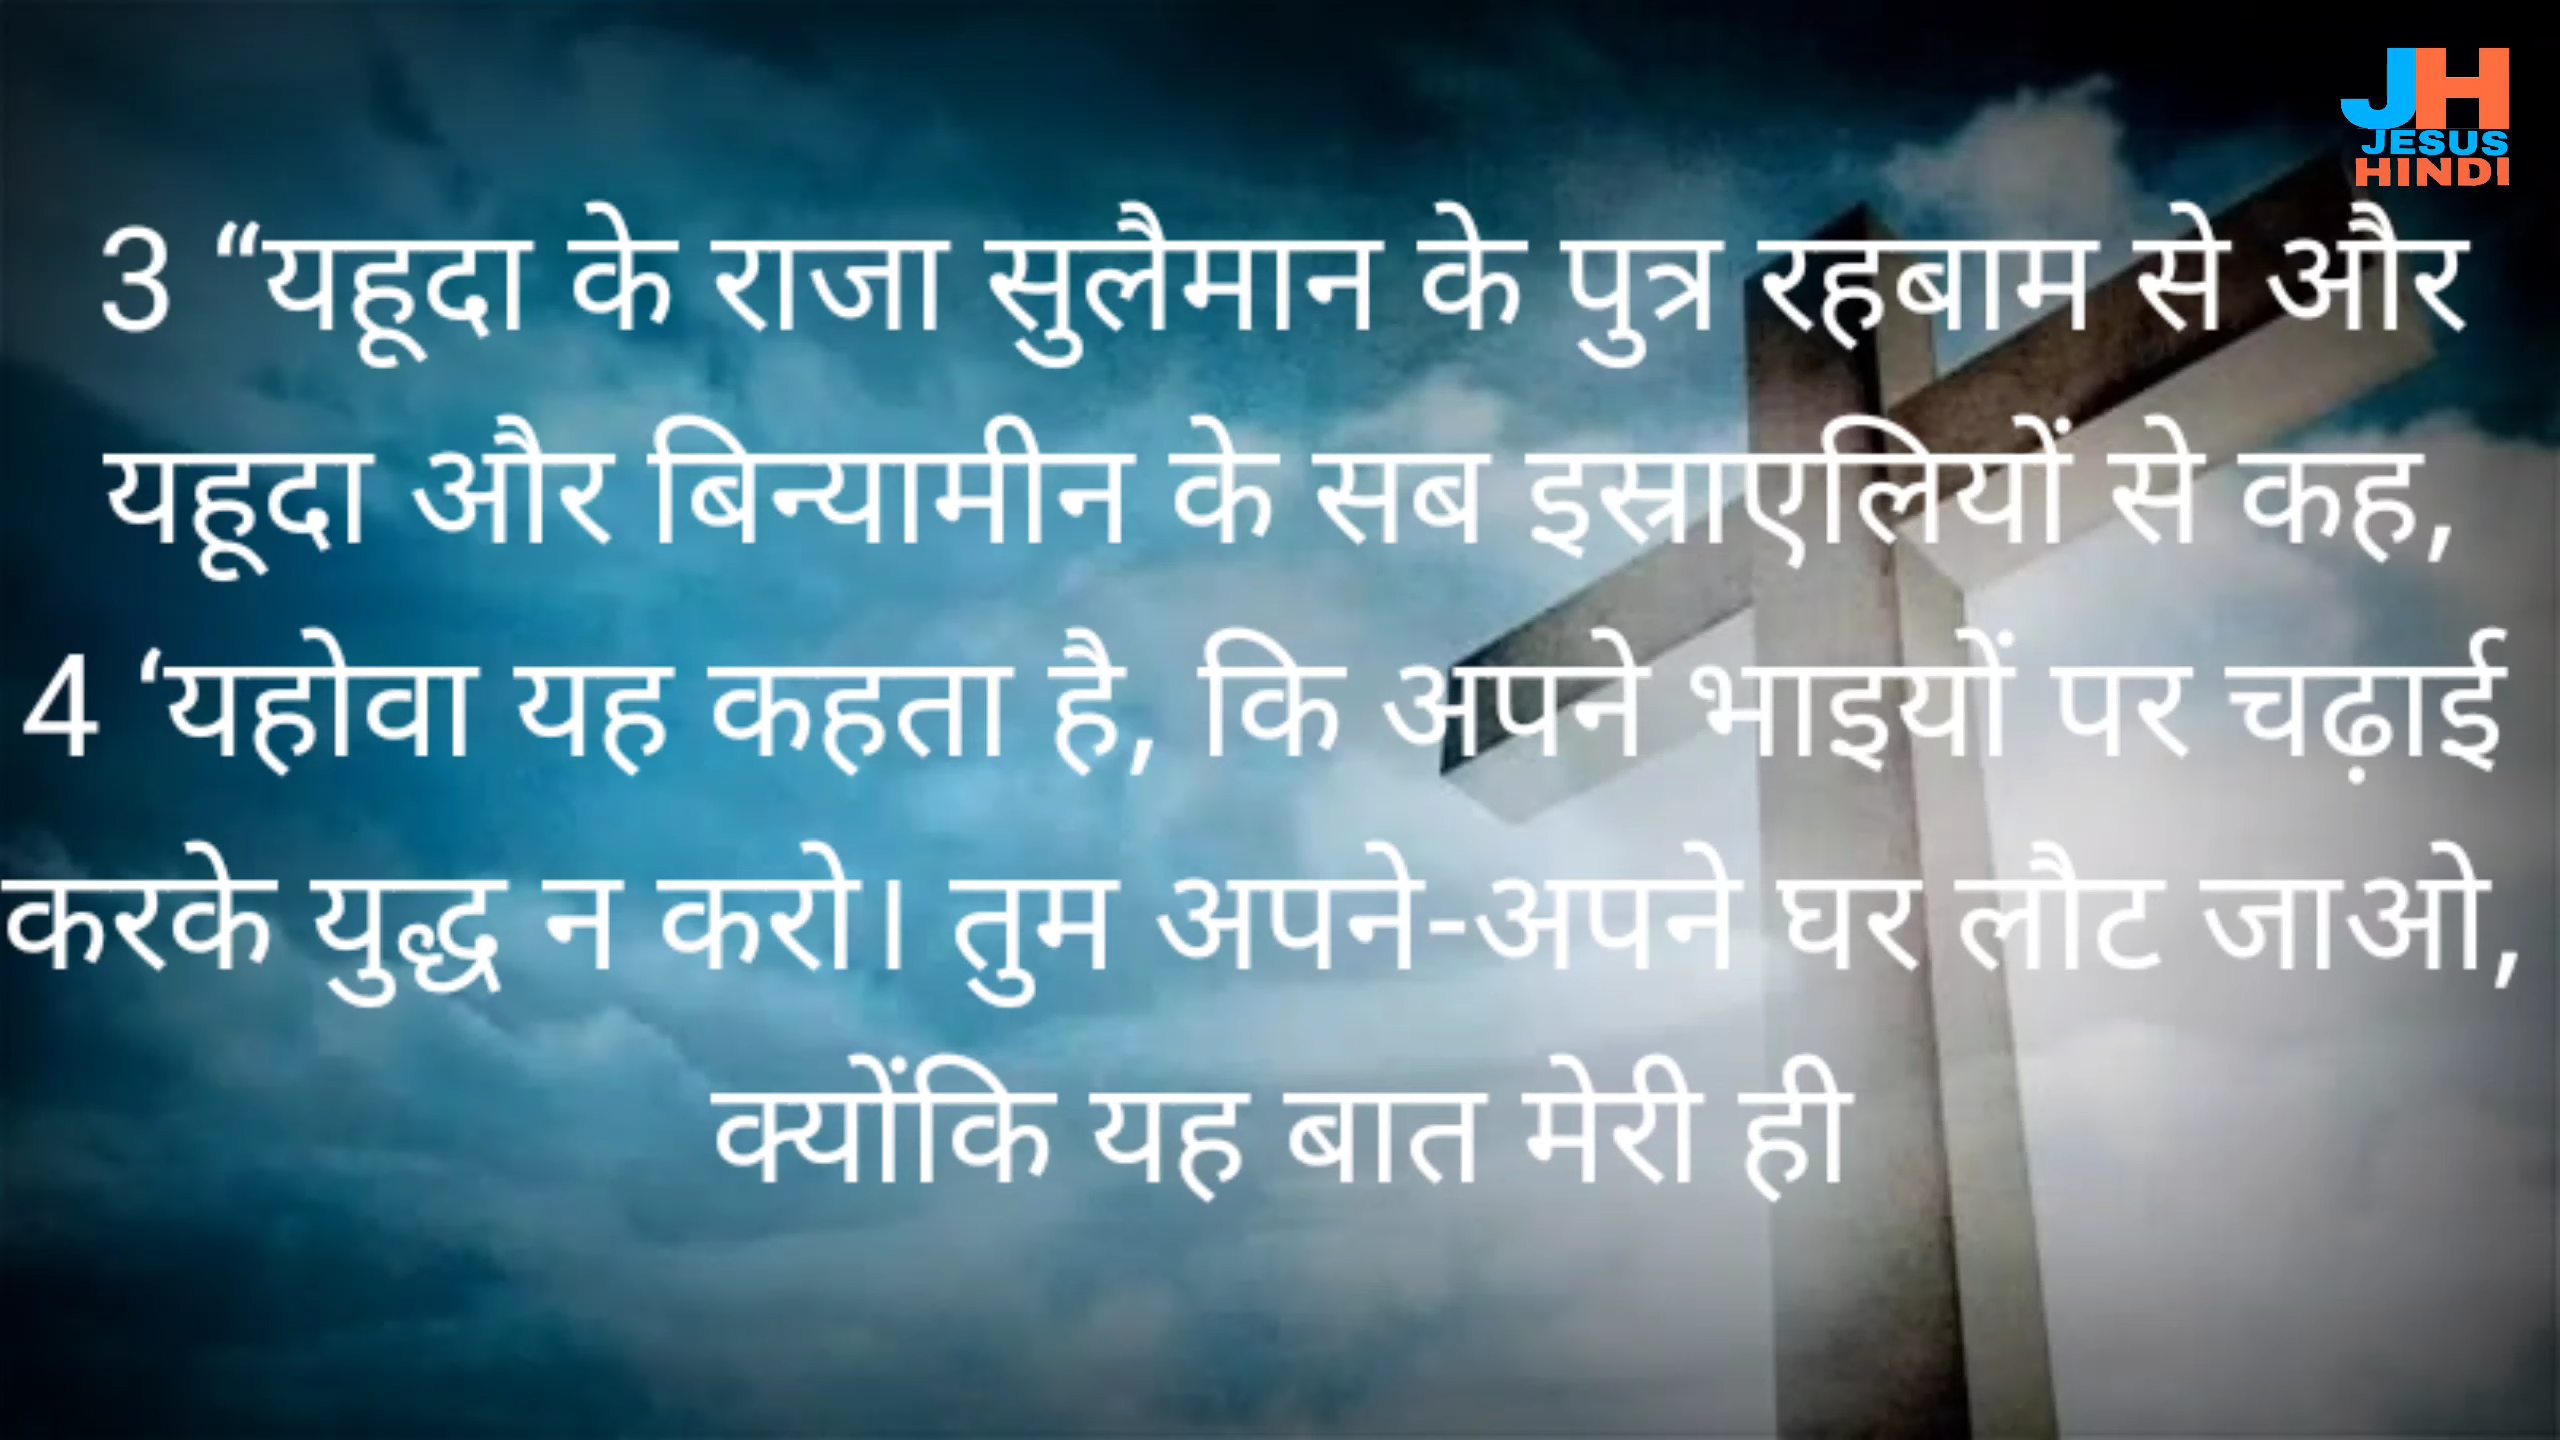 JH
JESUS
HINDI
3 “यहूदा के राजा सुलैमान के पुत्र रहबाम से और
यहूदा और बिन्यामीन के सब इस्राएलियों से कह,
4 ‘यहोवा यह कहता है, कि अपने भाइयों पर चढ़ाई
करके युद्ध न करो। तुम अपने-अपने घर लौट जाओ,
क्योंकि यह बात मेरी ही